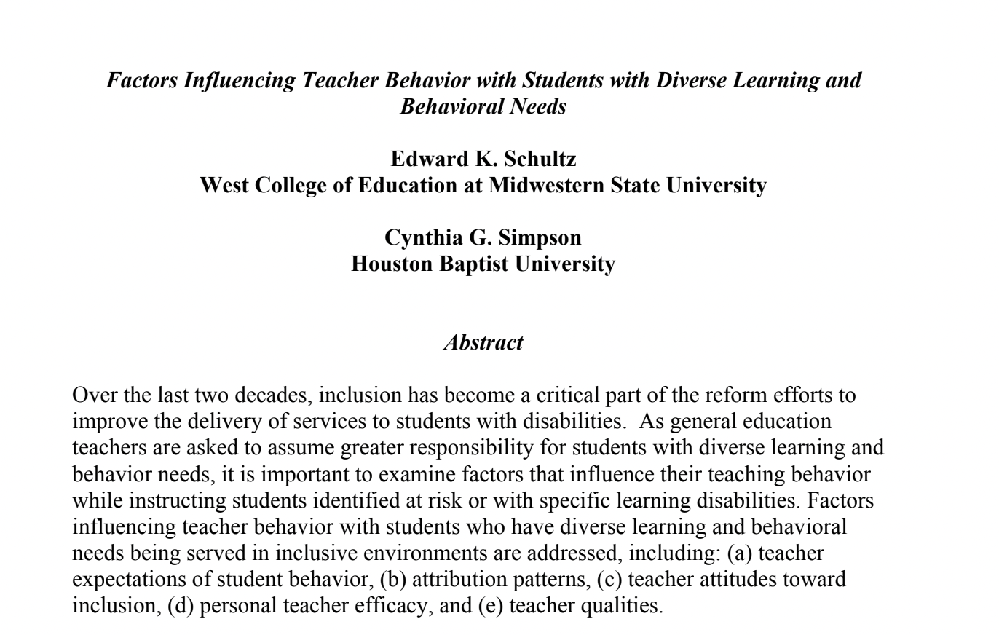 Factors Influencing Teacher Behavior with Students with Diverse Learning and
Behavioral Needs
Edward K. Schultz
West College of Education at Midwestern State University
Cynthia G. Simpson
Houston Baptist University
Abstract
Over the last two decades, inclusion has become a critical part of the reform efforts to
improve the delivery of services to students with disabilities.  As general education
teachers are asked to assume greater responsibility for students with diverse learning and
behavior needs, it is important to examine factors that influence their teaching behavior
while instructing students identified at risk or with specific learning disabilities. Factors
influencing teacher behavior with students who have diverse learning and behavioral
needs being served in inclusive environments are addressed, including: (a) teacher
expectations of student behavior, (b) attribution patterns, (c) teacher attitudes toward
inclusion, (d) personal teacher efficacy, and (e) teacher qualities.